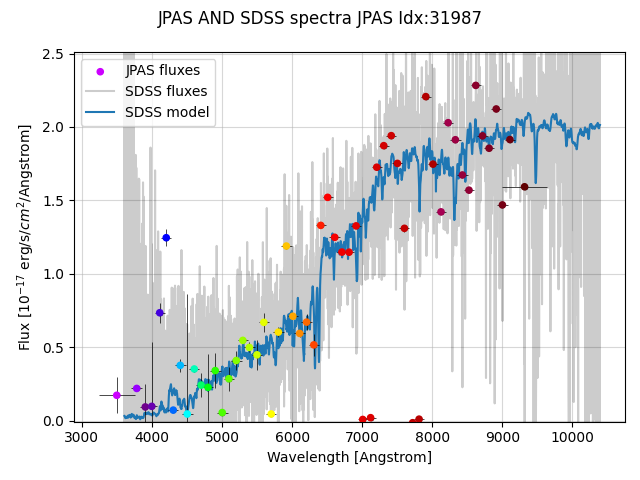 JPAS AND SDSS spectra JPAS Idx:31987
JPAS fluxes
SDSS fluxes
SDSS model
Flux [10^{-17} erg/s/cm^2/Angstrom]
2.5
2.0
1.5
1.0
0.5
0.0
3000 4000 5000 6000 7000 8000 9000 10000
Wavelength [Angstrom]